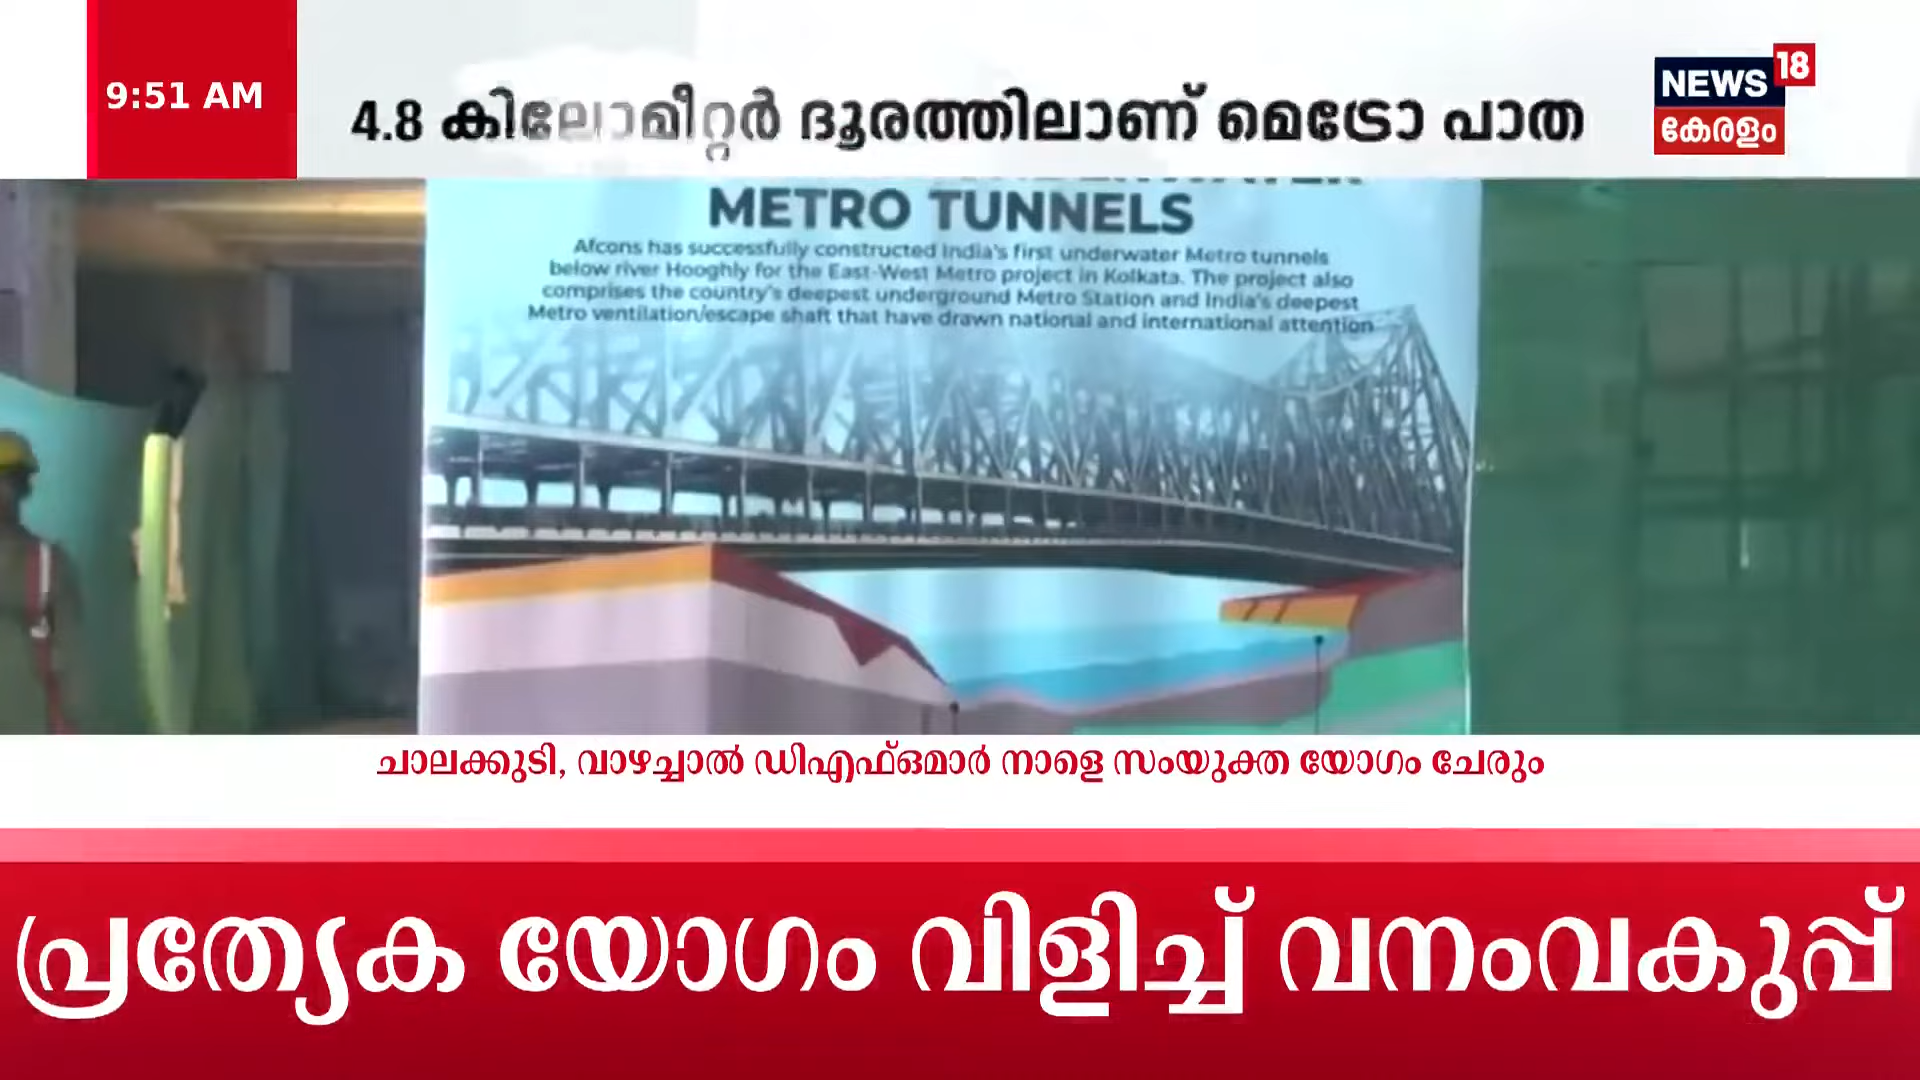 9:51 AM
4.8 കിലോമീറ്റർ ദൂരത്തിലാണ് മെട്രോ പാത
NEWS 18
കേരളം
METRO TUNNELS
Afcons has successfully constructed India's first underwater Metro tunnels
below river Hooghly for the East-West Metro project in Kolkata. The project also
comprises the country's deepest underground Metro Station and India's deepest
Metro ventilation/escape shaft that have drawn national and international attention
ചാലക്കുടി, വാഴച്ചാൽ ഡിഎഫ്ഒമാർ നാളെ സംയുക്ത യോഗം ചേരും
പ്രത്യേക യോഗം വിളിച്ച് വനംവകുപ്പ്